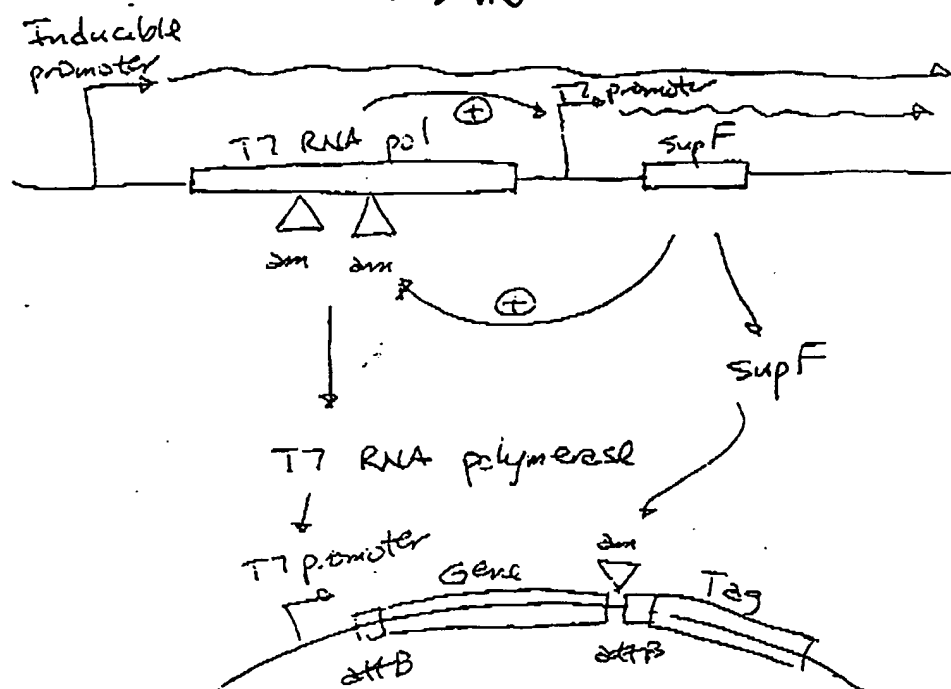 Inducible
promoter
T7 promoter
+
T7 RNA pol
supF
am am
+
supF
T7 RNA polymerase
am
T7 promoter
Gene
Tag
attB
attB